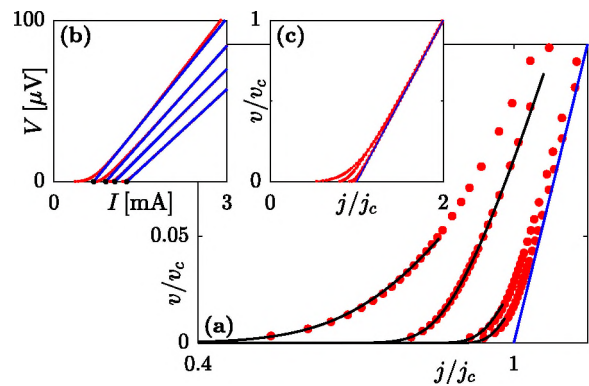 100
(b)
V [μV]
0
0
I [mA]
3
1
(c)
v/v_c
0
0
j/j_c
2
0.05
v/v_c
(a)
0
0.4
j/j_c
1